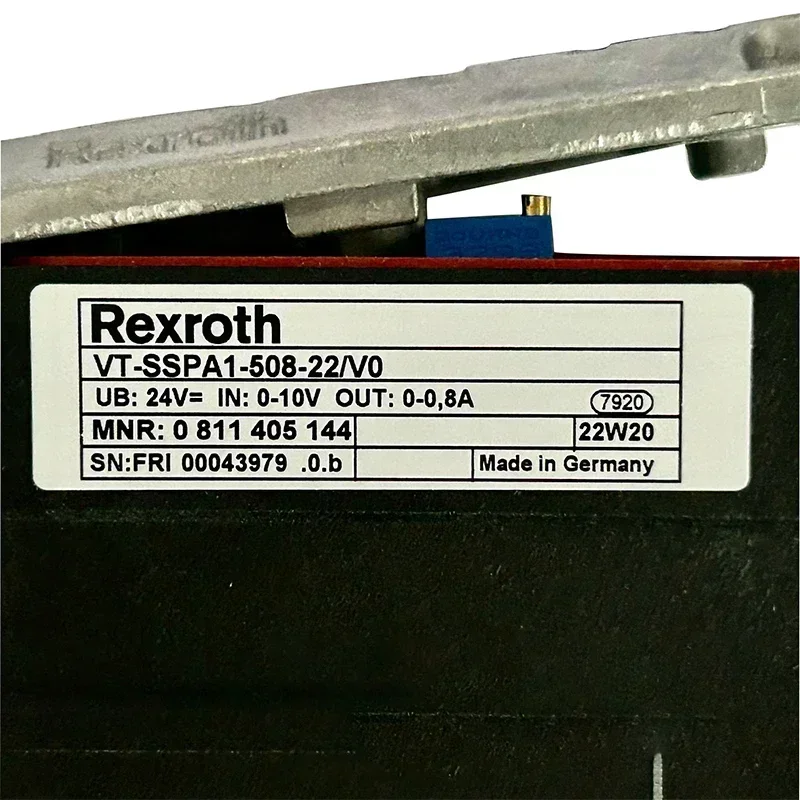 Rexroth
VT-SSPA1-508-22/V0
UB: 24V= IN: 0-10V OUT: 0-0,8A 7920
MNR: 0 811 405 144 22W20
SN:FRI 00043979 .0.b Made in Germany